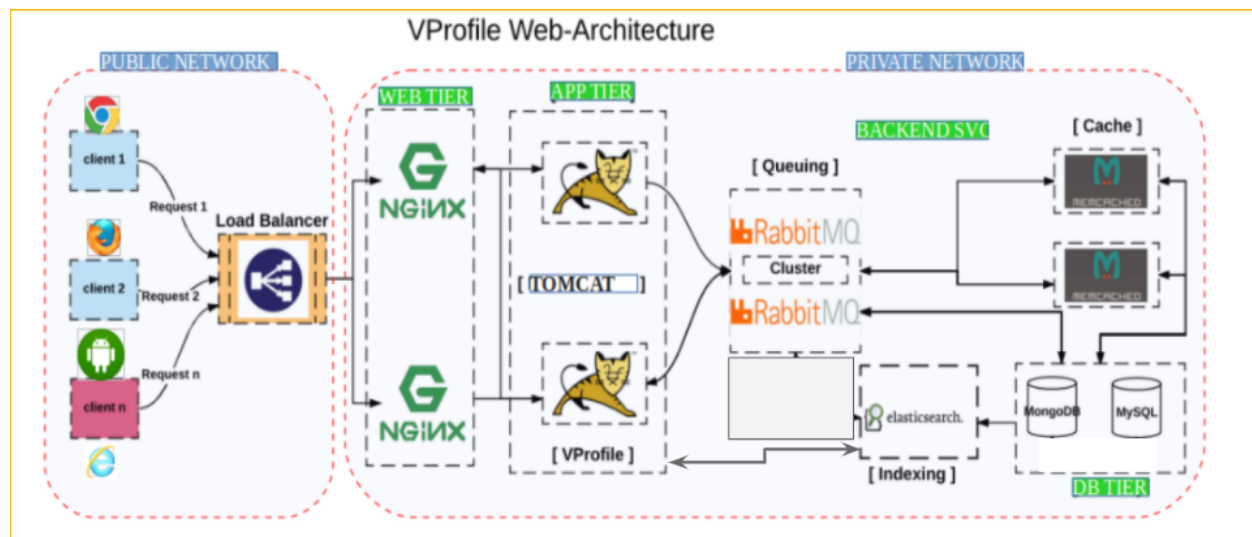 VProfile Web-Architecture
PUBLIC NETWORK
PRIVATE NETWORK
WEB TIER
APP TIER
BACKEND SVC
[ Cache ]
client 1
Request 1
Load Balancer
client 2
Request 2
client n
Request n
NGiNX
NGiNX
[ TOMCAT ]
[ VProfile ]
[ Queuing ]
RabbitMQ
Cluster
RabbitMQ
MEMCACHED
MEMCACHED
elasticsearch.
[ Indexing ]
MongoDB
MySQL
DB TIER